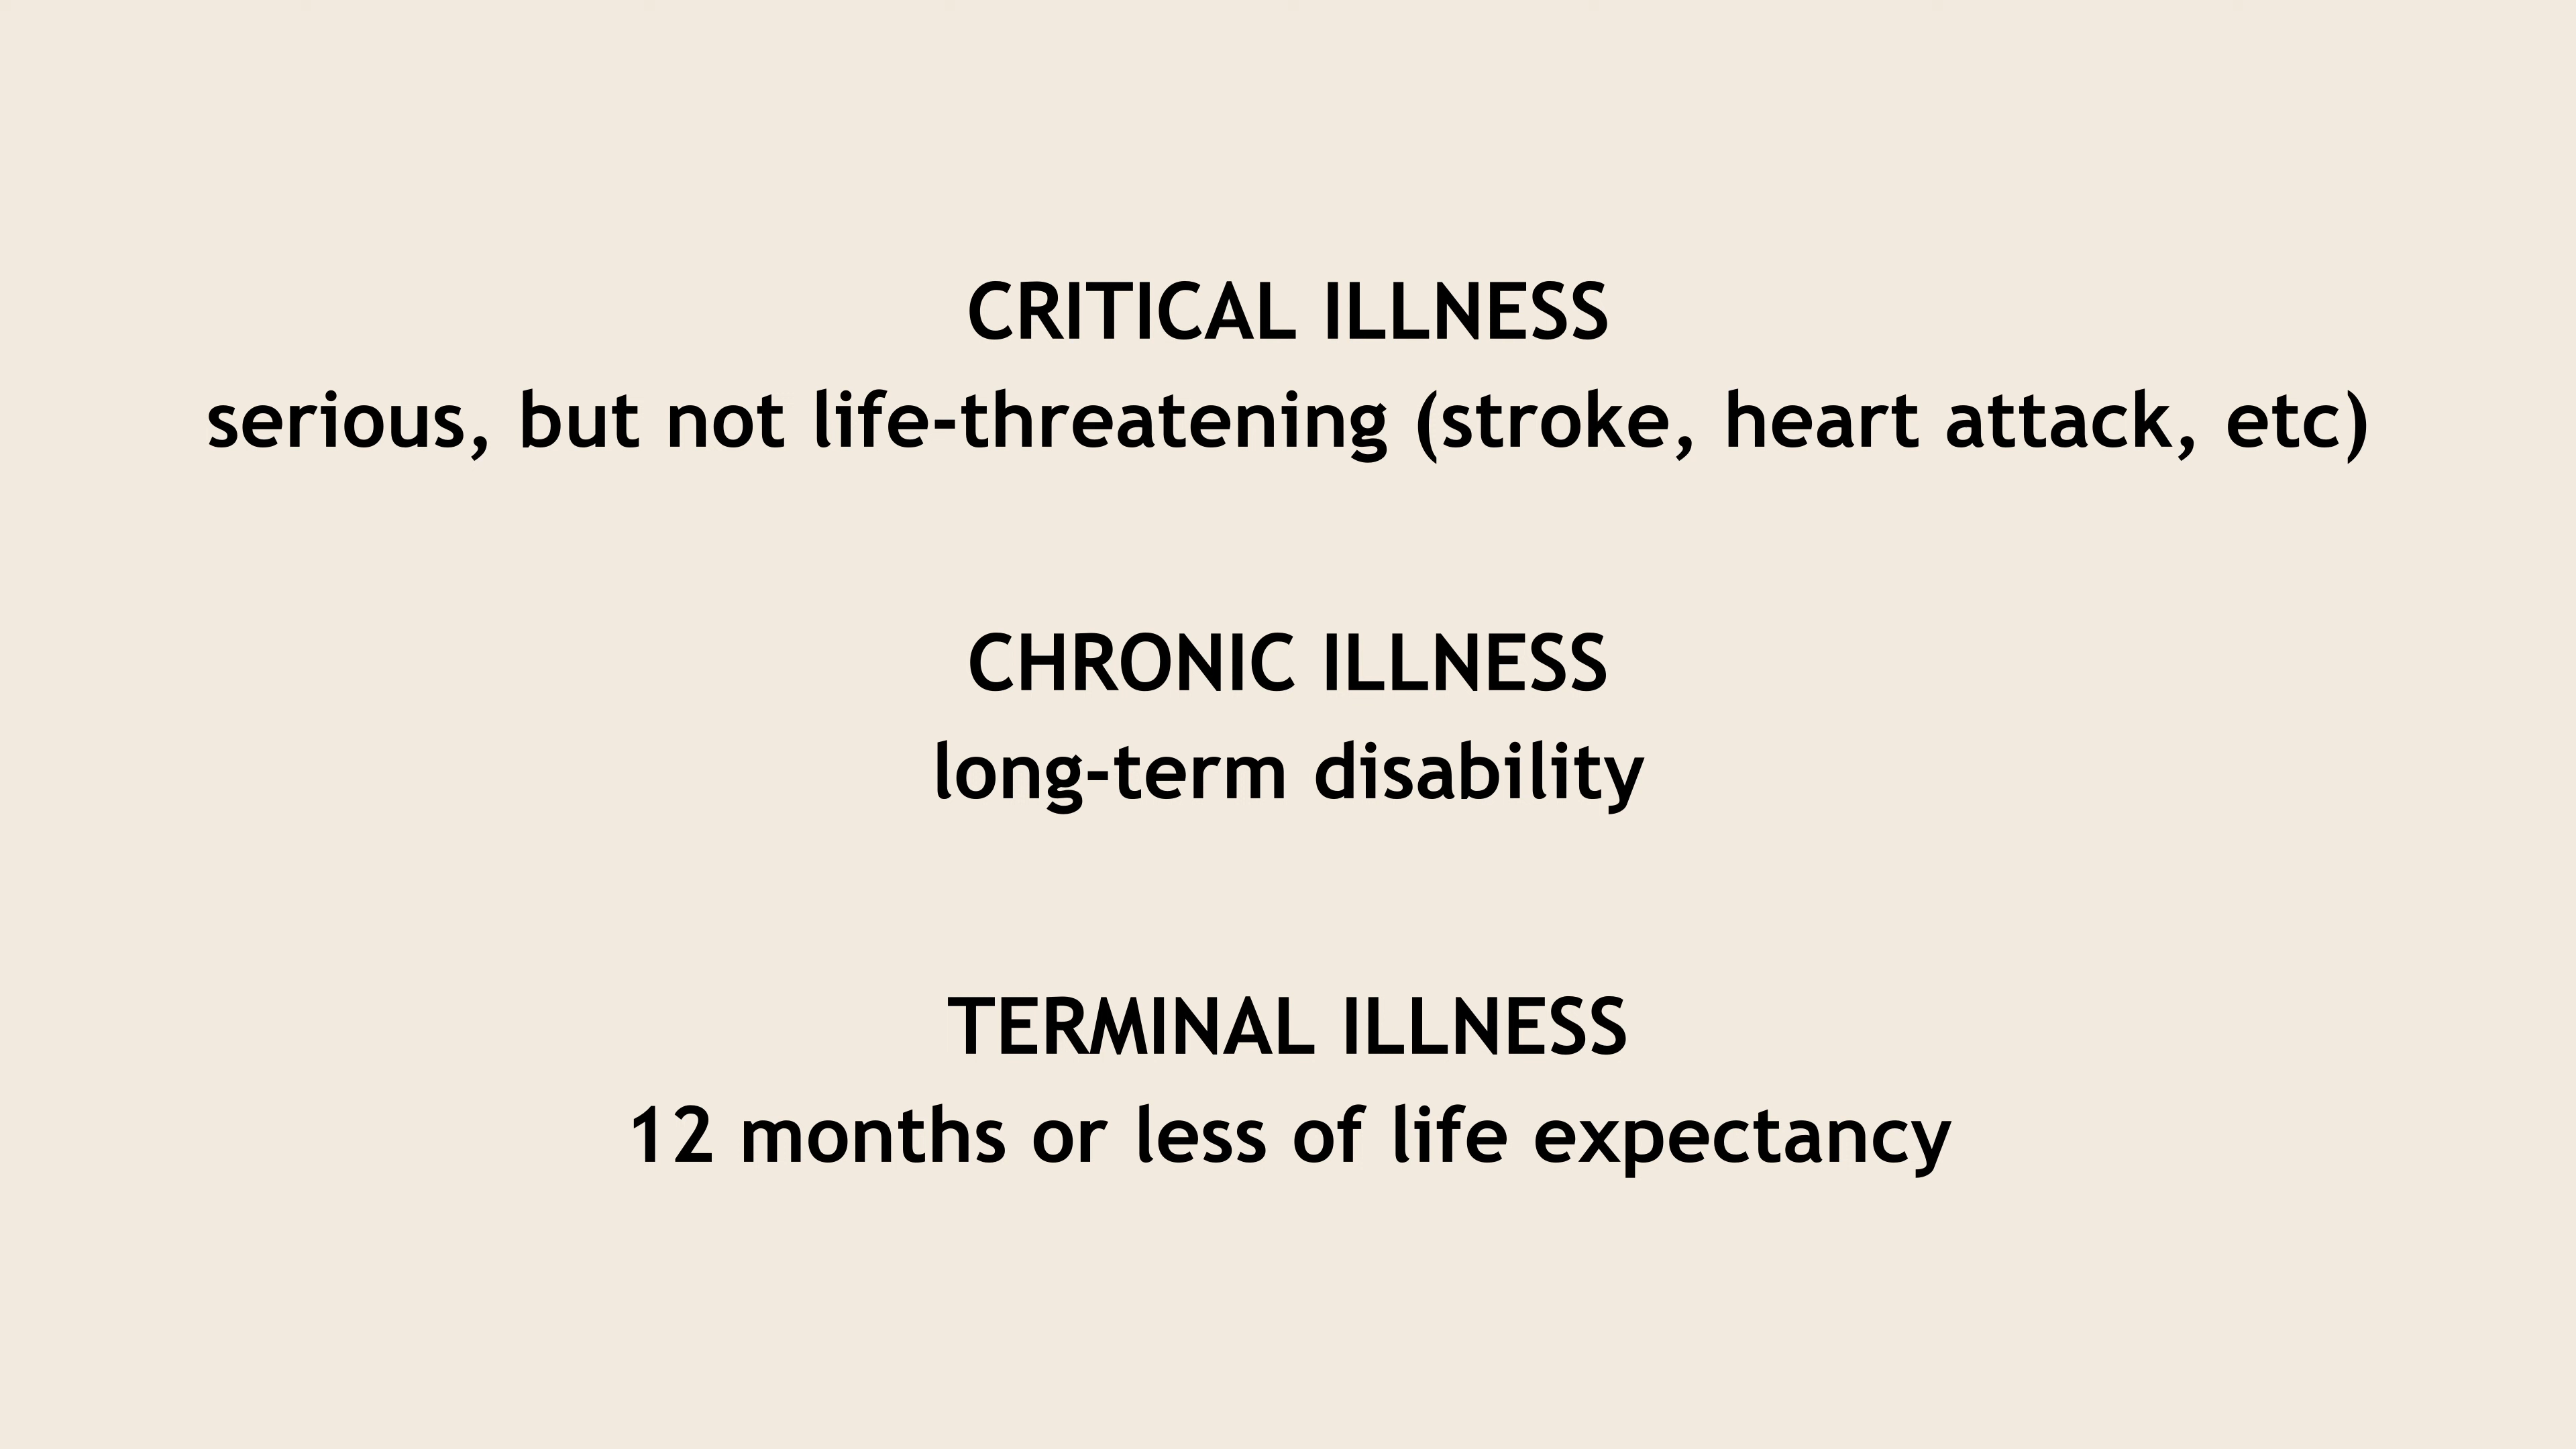 CRITICAL ILLNESS
serious, but not life-threatening (stroke, heart attack, etc)
CHRONIC ILLNESS
long-term disability
TERMINAL ILLNESS
12 months or less of life expectancy